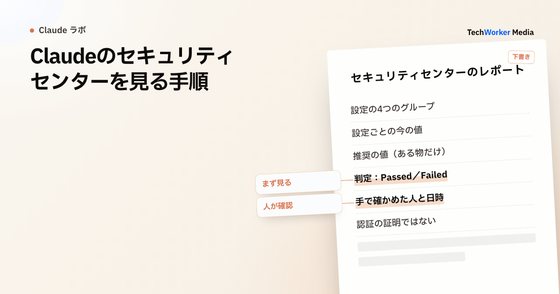 Claude ラボ
TechWorker Media
Claudeのセキュリティ
センターを見る手順
下書き
セキュリティセンターのレポート
設定の4つのグループ
設定ごとの今の値
推奨の値（ある物だけ）
まず見る
判定：Passed／Failed
人が確認
手で確かめた人と日時
認証の証明ではない